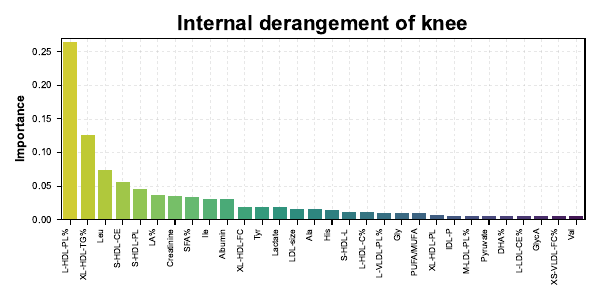 Internal derangement of knee
Importance
0.25
0.20
0.15
0.10
0.05
0.00
L-HDL-PL%
XL-HDL-TG%
Leu
S-HDL-CE
S-HDL-PL
LA%
Creatinine
SFA%
Ile
Albumin
XL-HDL-FC
Tyr
Lactate
LDL-size
Ala
His
S-HDL-L
L-HDL-C%
L-VLDL-PL%
Gly
PUFA/MUFA
XL-HDL-PL
IDL-P
M-LDL-PL%
Pyruvate
DHA%
L-LDL-CE%
GlycA
XS-VLDL-FC%
Val